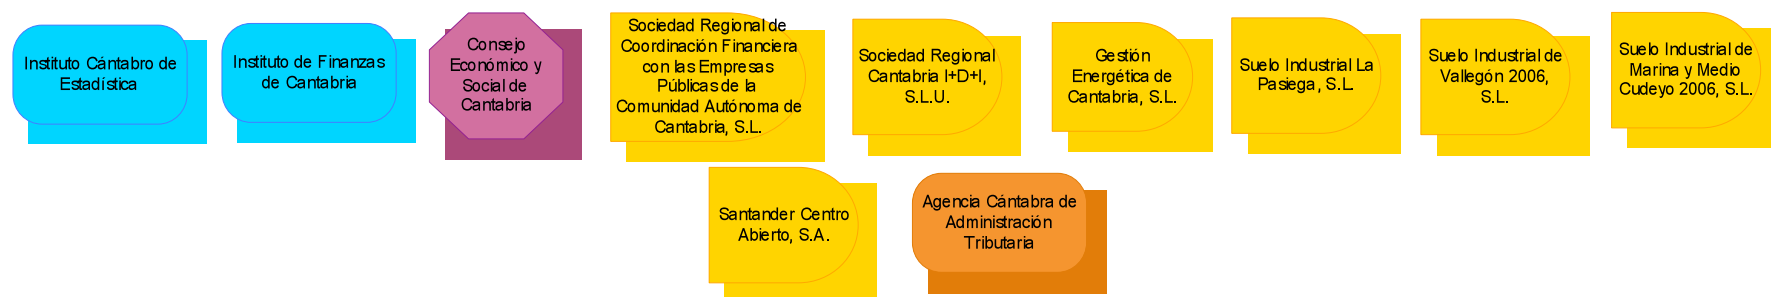 Instituto Cántabro de
Estadística
Instituto de Finanzas
de Cantabria
Consejo
Económico y
Social de
Cantabria
Sociedad Regional de
Coordinación Financiera
con las Empresas
Públicas de la
Comunidad Autónoma de
Cantabria, S.L.
Sociedad Regional
Cantabria I+D+I,
S.L.U.
Gestión
Energética de
Cantabria, S.L.
Suelo Industrial La
Pasiega, S.L.
Suelo Industrial de
Vallegón 2006,
S.L.
Suelo Industrial de
Marina y Medio
Cudeyo 2006, S.L.
Santander Centro
Abierto, S.A.
Agencia Cántabra de
Administración
Tributaria